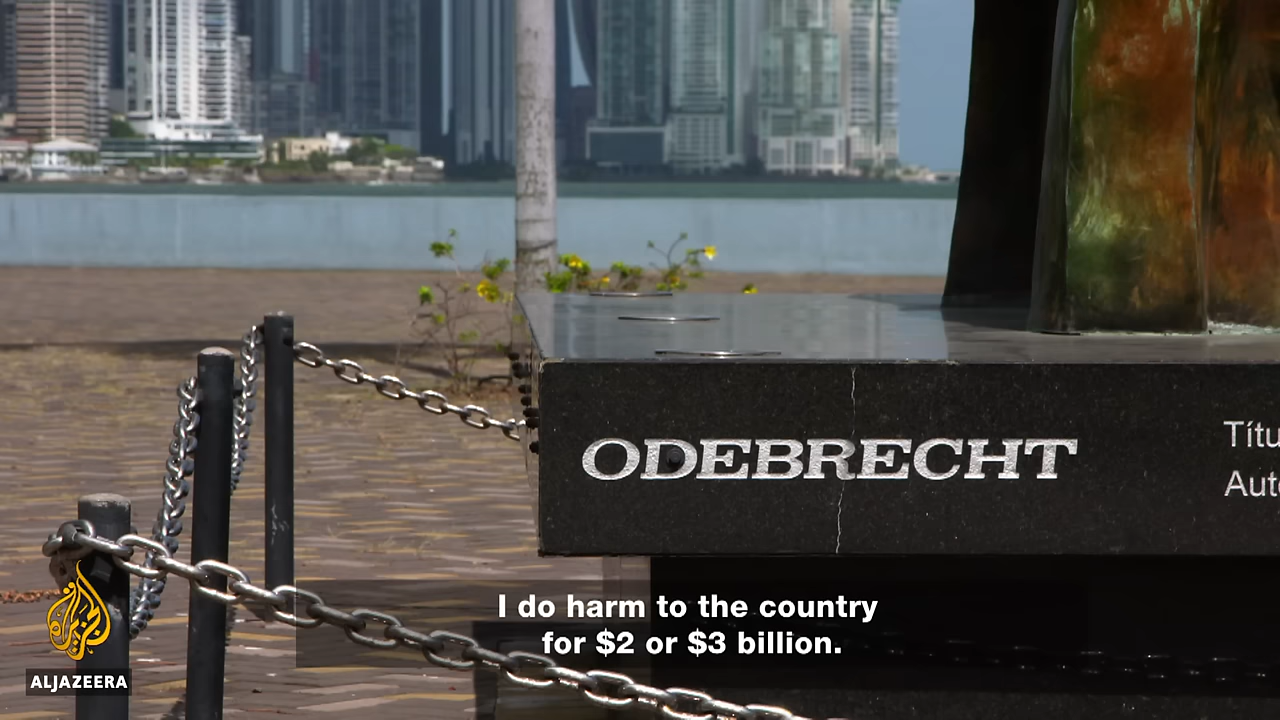 ODEBRECHT
Títu
Auto
I do harm to the country
for $2 or $3 billion.
ALJAZEERA